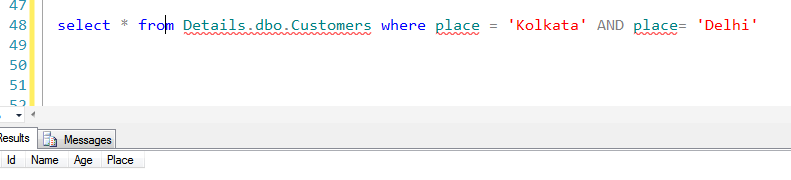 47
48 select * from Details.dbo.Customers where place = 'Kolkata' AND place= 'Delhi'
49
50
51
52
Results Messages
Id Name Age Place